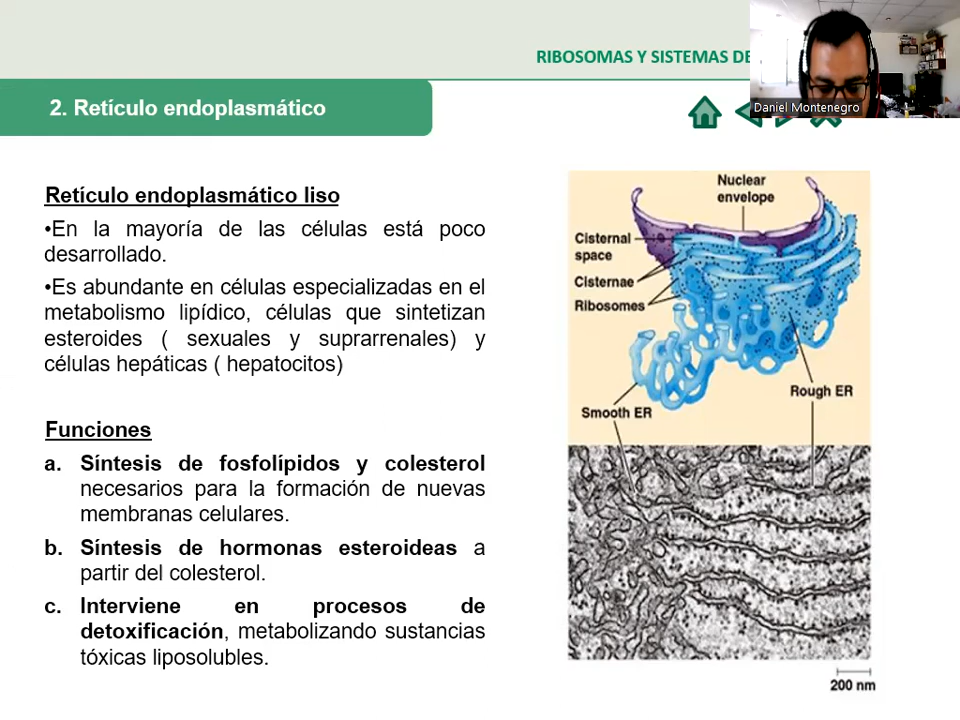 RIBOSOMAS Y SISTEMAS DE
Daniel Montenegro
2. Retículo endoplasmático
Retículo endoplasmático liso
•En la mayoría de las células está poco
desarrollado.
•Es abundante en células especializadas en el
metabolismo lipídico, células que sintetizan
esteroides ( sexuales y suprarrenales) y
células hepáticas ( hepatocitos)
Funciones
a. Síntesis de fosfolípidos y colesterol
necesarios para la formación de nuevas
membranas celulares.
b. Síntesis de hormonas esteroideas a
partir del colesterol.
c. Interviene en procesos de
detoxificación, metabolizando sustancias
tóxicas liposolubles.
Nuclear
envelope
Cisternal
space
Cisternae
Ribosomes
Rough ER
Smooth ER
200 nm